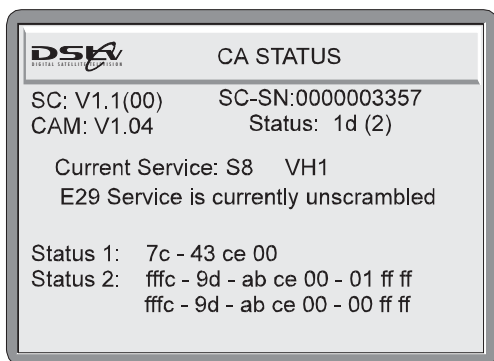 DStv
DIGITAL SATELLITE TELEVISION
CA STATUS
SC: V1.1(00) SC-SN:0000003357
CAM: V1.04 Status: 1d (2)
Current Service: S8 VH1
E29 Service is currently unscrambled
Status 1: 7c - 43 ce 00
Status 2: fffc - 9d - ab ce 00 - 01 ff ff
fffc - 9d - ab ce 00 - 00 ff ff